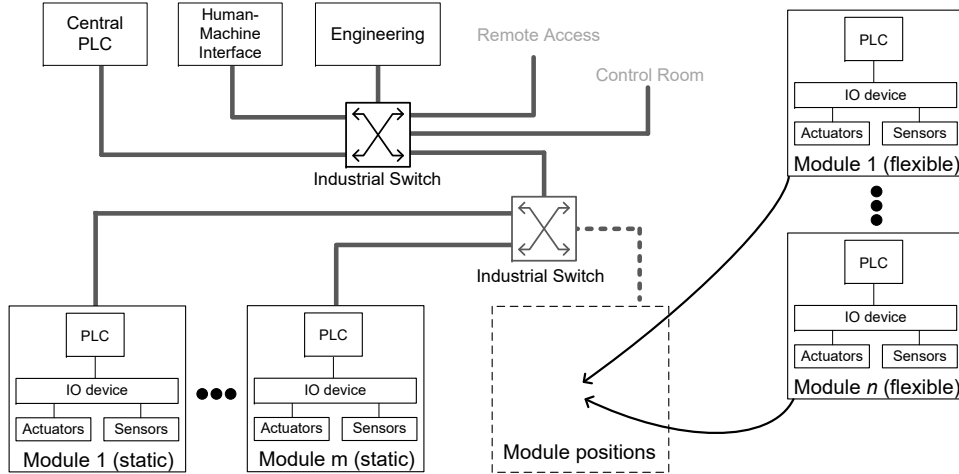 Central
PLC
Human-
Machine
Interface
Engineering
Remote Access
Control Room
Industrial Switch
Industrial Switch
PLC
IO device
Actuators Sensors
Module 1 (static)
PLC
IO device
Actuators Sensors
Module m (static)
Module positions
PLC
IO device
Actuators Sensors
Module 1 (flexible)
PLC
IO device
Actuators Sensors
Module n (flexible)